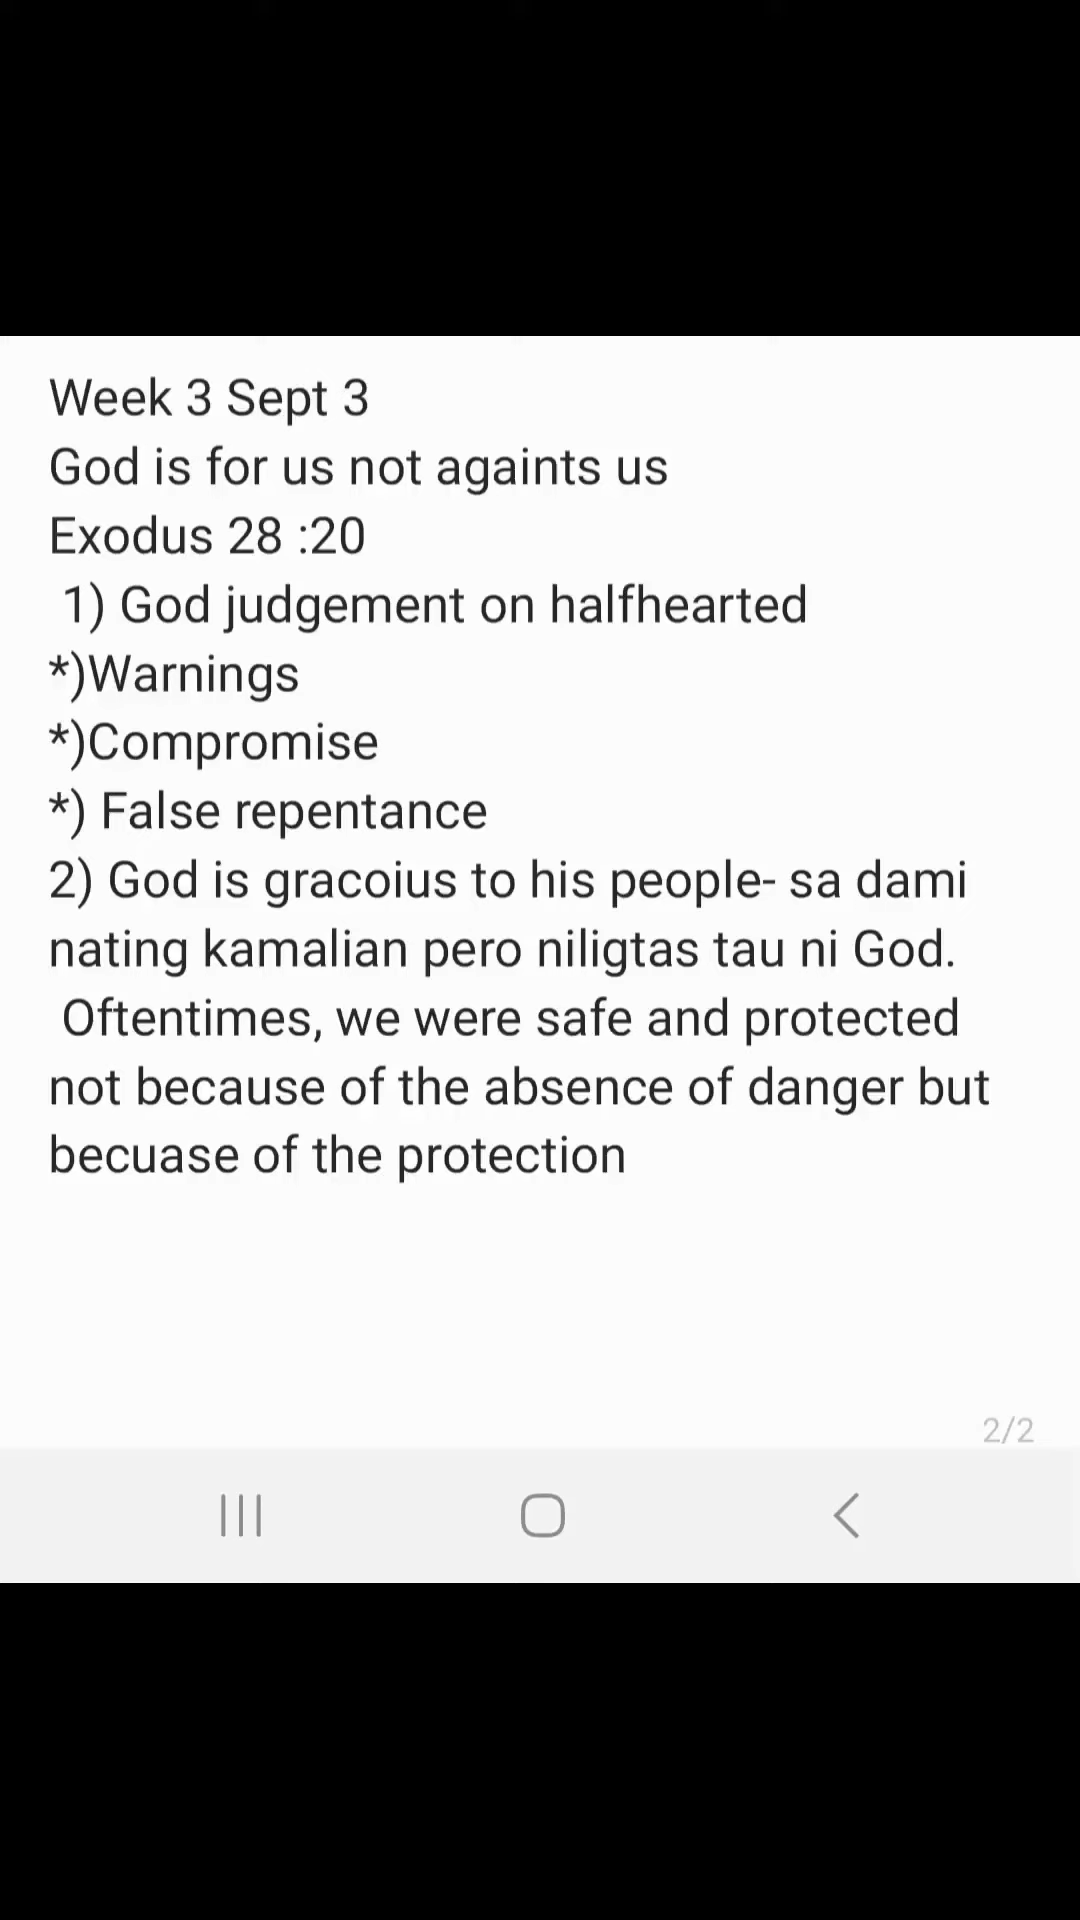 Week 3 Sept 3
God is for us not againts us
Exodus 28 :20
1) God judgement on halfhearted
*)Warnings
*)Compromise
*) False repentance
2) God is gracoius to his people- sa dami
nating kamalian pero niligtas tau ni God.
Oftentimes, we were safe and protected
not because of the absence of danger but
becuase of the protection
2/2